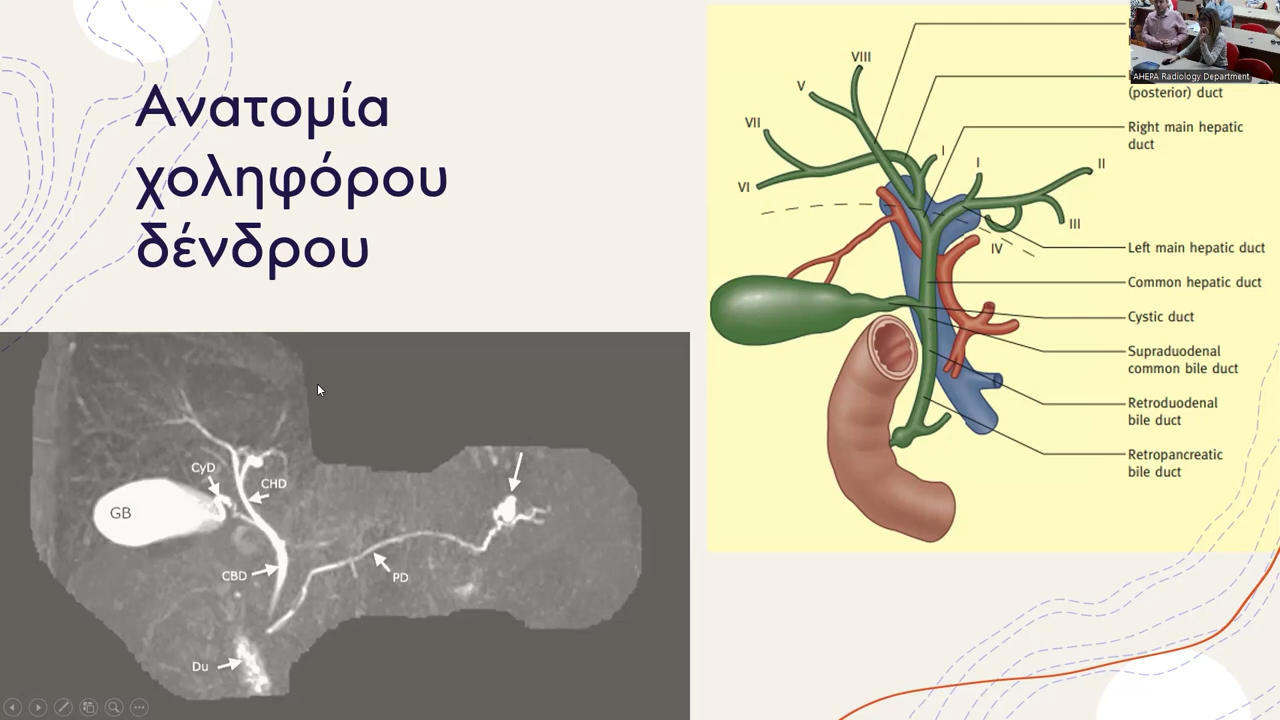 Ανατομία
χοληφόρου
δένδρου
AHEPA Radiology Department
VIII
V
VII
VI
I
I
II
III
IV
(posterior) duct
Right main hepatic
duct
Left main hepatic duct
Common hepatic duct
Cystic duct
Supraduodenal
common bile duct
Retroduodenal
bile duct
Retropancreatic
bile duct
CyD
CHD
GB
CBD
PD
Du